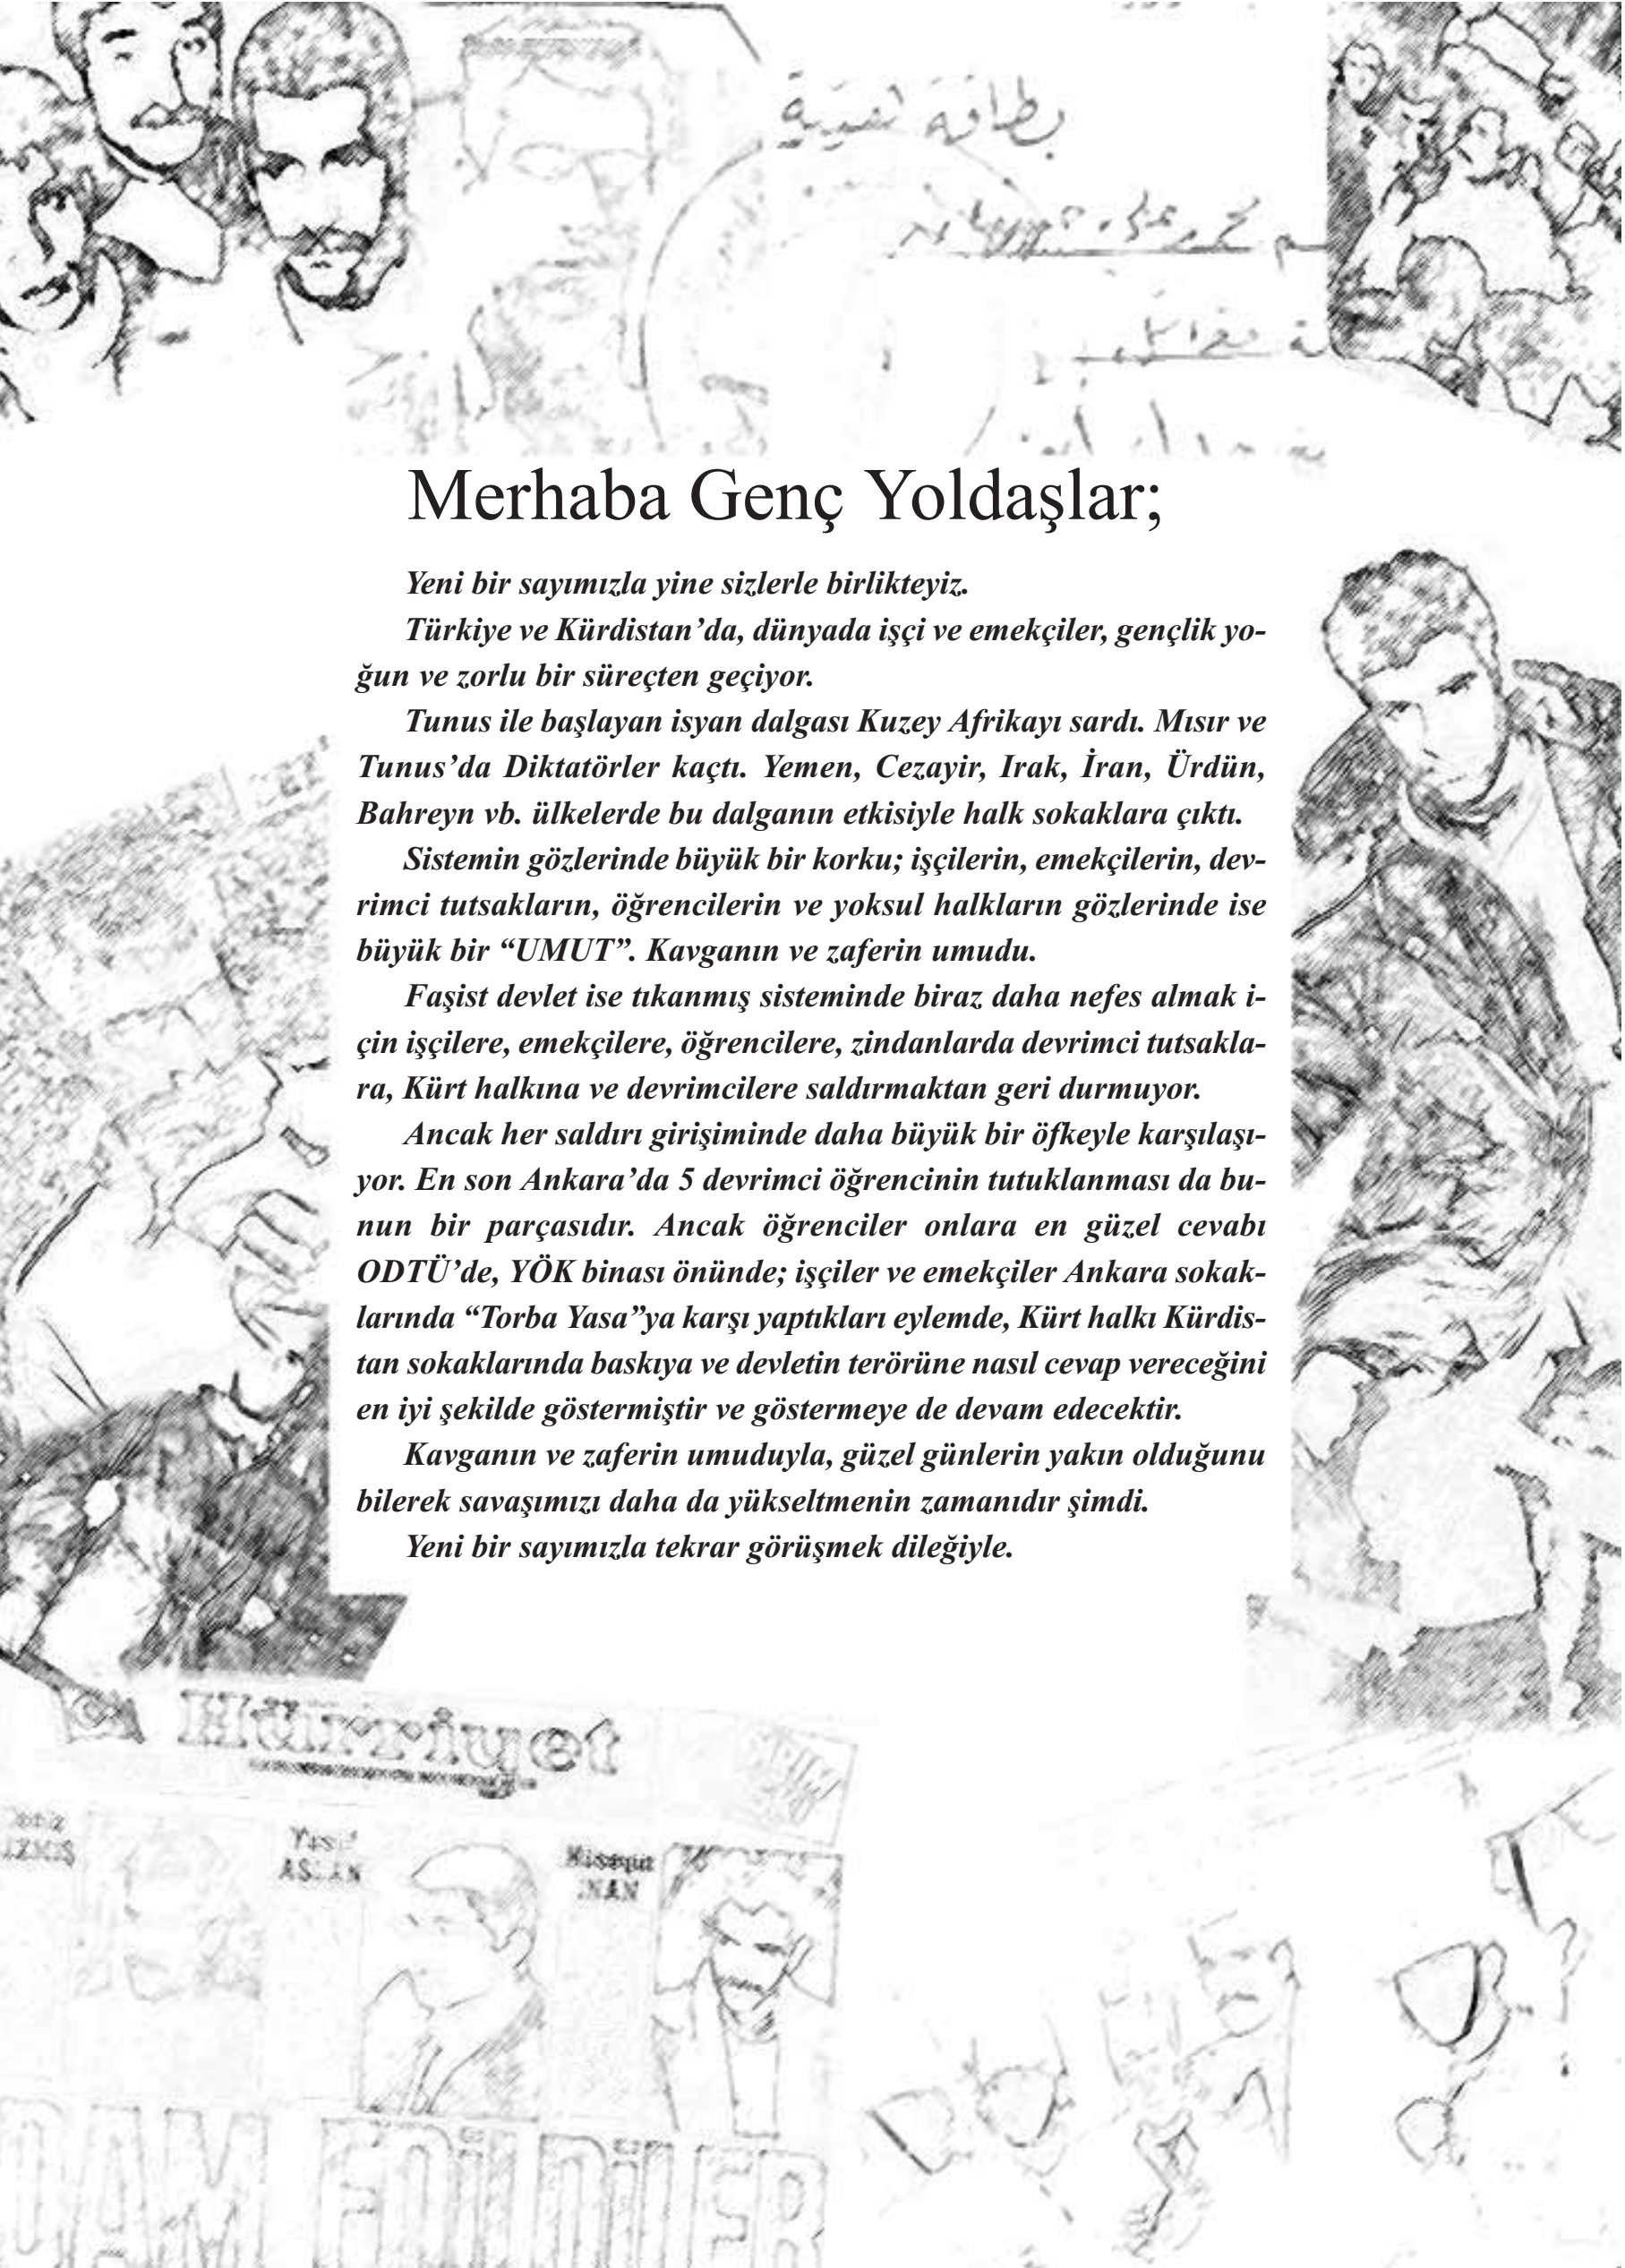 بطاقة
Merhaba Genç Yoldaşlar;
Yeni bir sayımızla yine sizlerle birlikteyiz.
Türkiye ve Kürdistan’da, dünyada işçi ve emekçiler, gençlik yo-
ğun ve zorlu bir süreçten geçiyor.
Tunus ile başlayan isyan dalgası Kuzey Afrikayı sardı. Mısır ve
Tunus’da Diktatörler kaçtı. Yemen, Cezayir, Irak, İran, Ürdün,
Bahreyn vb. ülkelerde bu dalganın etkisiyle halk sokaklara çıktı.
Sistemin gözlerinde büyük bir korku; işçilerin, emekçilerin, dev-
rimci tutsakların, öğrencilerin ve yoksul halkların gözlerinde ise
büyük bir “UMUT”. Kavganın ve zaferin umudu.
Faşist devlet ise tıkanmış sisteminde biraz daha nefes almak i-
çin işçilere, emekçilere, öğrencilere, zindanlarda devrimci tutsakla-
ra, Kürt halkına ve devrimcilere saldırmaktan geri durmuyor.
Ancak her saldırı girişiminde daha büyük bir öfkeyle karşılaşı-
yor. En son Ankara’da 5 devrimci öğrencinin tutuklanması da bu-
nun bir parçasıdır. Ancak öğrenciler onlara en güzel cevabı
ODTÜ’de, YÖK binası önünde; işçiler ve emekçiler Ankara sokak-
larında “Torba Yasa”ya karşı yaptıkları eylemde, Kürt halkı Kürdis-
tan sokaklarında baskıya ve devletin terörüne nasıl cevap vereceğini
en iyi şekilde göstermiştir ve göstermeye de devam edecektir.
Kavganın ve zaferin umuduyla, güzel günlerin yakın olduğunu
bilerek savaşımızı daha da yükseltmenin zamanıdır şimdi.
Yeni bir sayımızla tekrar görüşmek dileğiyle.
Hürriyet
ASLAN
İNAN
EDİLDİLER